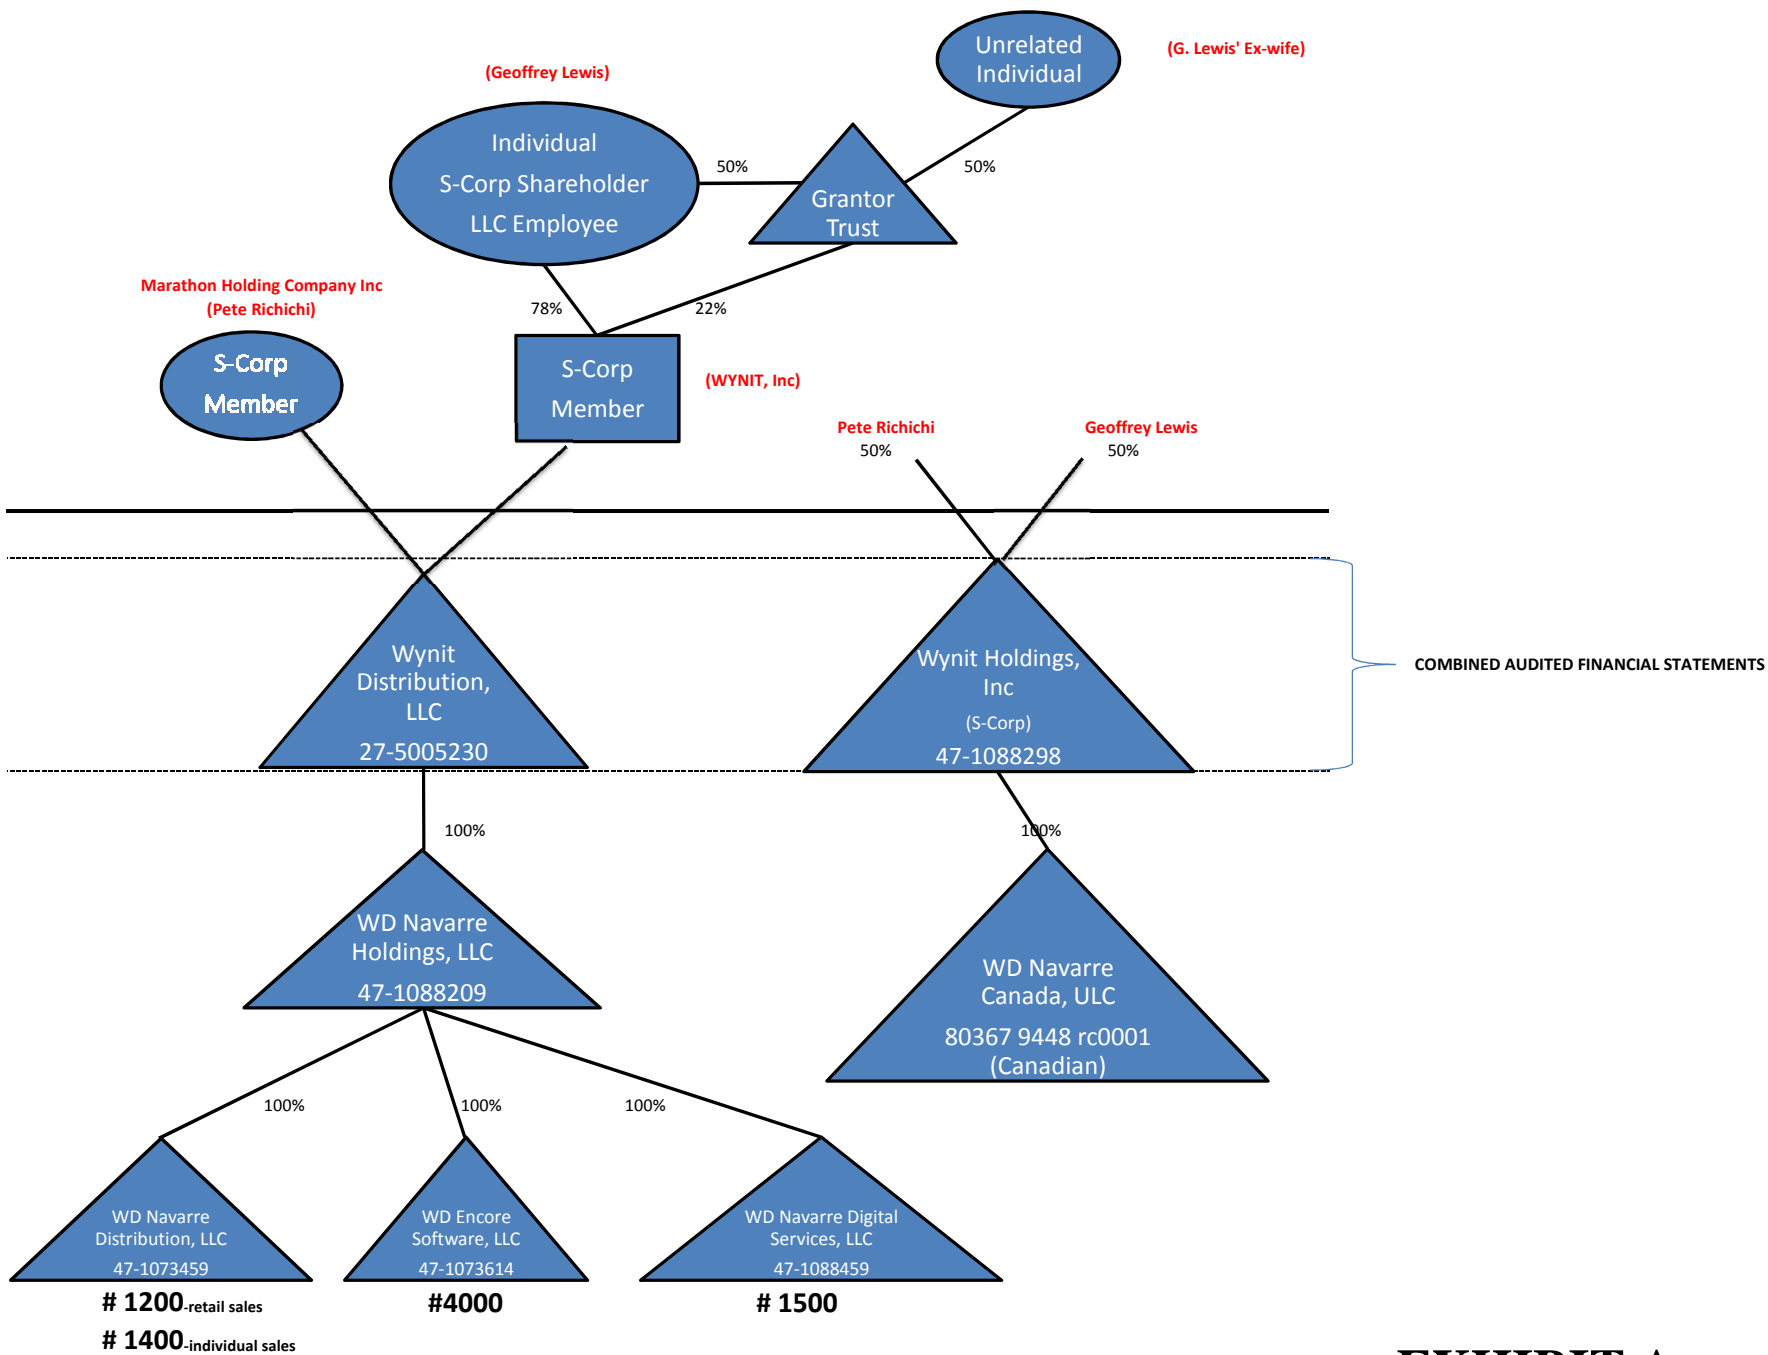 Unrelated
Individual
(G. Lewis' Ex-wife)
(Geoffrey Lewis)
Individual
S-Corp Shareholder
LLC Employee
50%
50%
Grantor
Trust
Marathon Holding Company Inc
(Pete Richichi)
78%
22%
S-Corp
Member
S-Corp
Member
(WYNIT, Inc)
Pete Richichi
50%
Geoffrey Lewis
50%
Wynit
Distribution,
LLC
27-5005230
Wynit Holdings,
Inc
(S-Corp)
47-1088298
COMBINED AUDITED FINANCIAL STATEMENTS
100%
100%
WD Navarre
Holdings, LLC
47-1088209
WD Navarre
Canada, ULC
80367 9448 rc0001
(Canadian)
100%
100%
100%
WD Navarre
Distribution, LLC
47-1073459
WD Encore
Software, LLC
47-1073614
WD Navarre Digital
Services, LLC
47-1088459
# 1200-retail sales
#4000
# 1500
# 1400-individual sales
EXHIBIT A